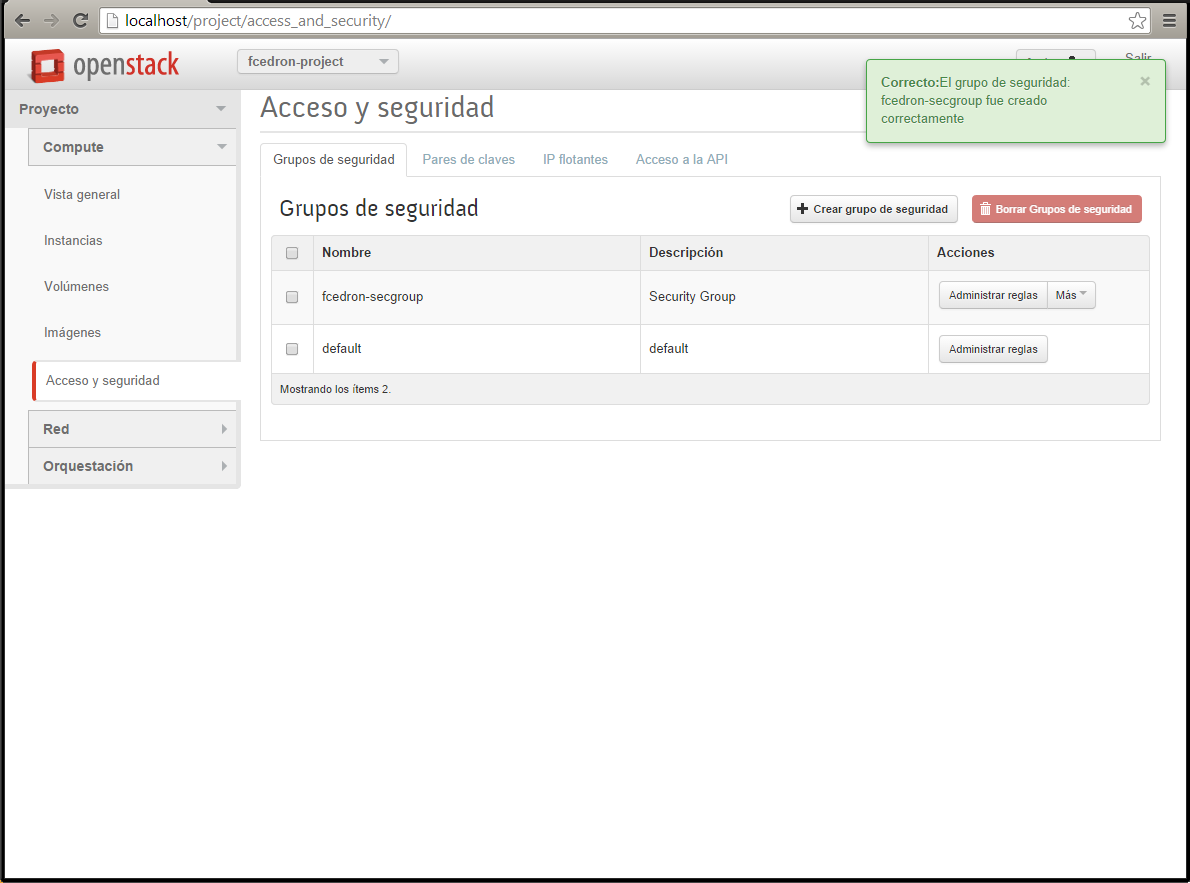 localhost/project/access_and_security/
openstack
fcedron-project
Salir
Correcto:El grupo de seguridad:
fcedron-secgroup fue creado
correctamente
×
Proyecto
Compute
Vista general
Instancias
Volúmenes
Imágenes
Acceso y seguridad
Red
Orquestación
Acceso y seguridad
Grupos de seguridad Pares de claves IP flotantes Acceso a la API
Grupos de seguridad
Crear grupo de seguridad Borrar Grupos de seguridad
Nombre Descripción Acciones
fcedron-secgroup Security Group Administrar reglas Más
default default Administrar reglas
Mostrando los ítems 2.